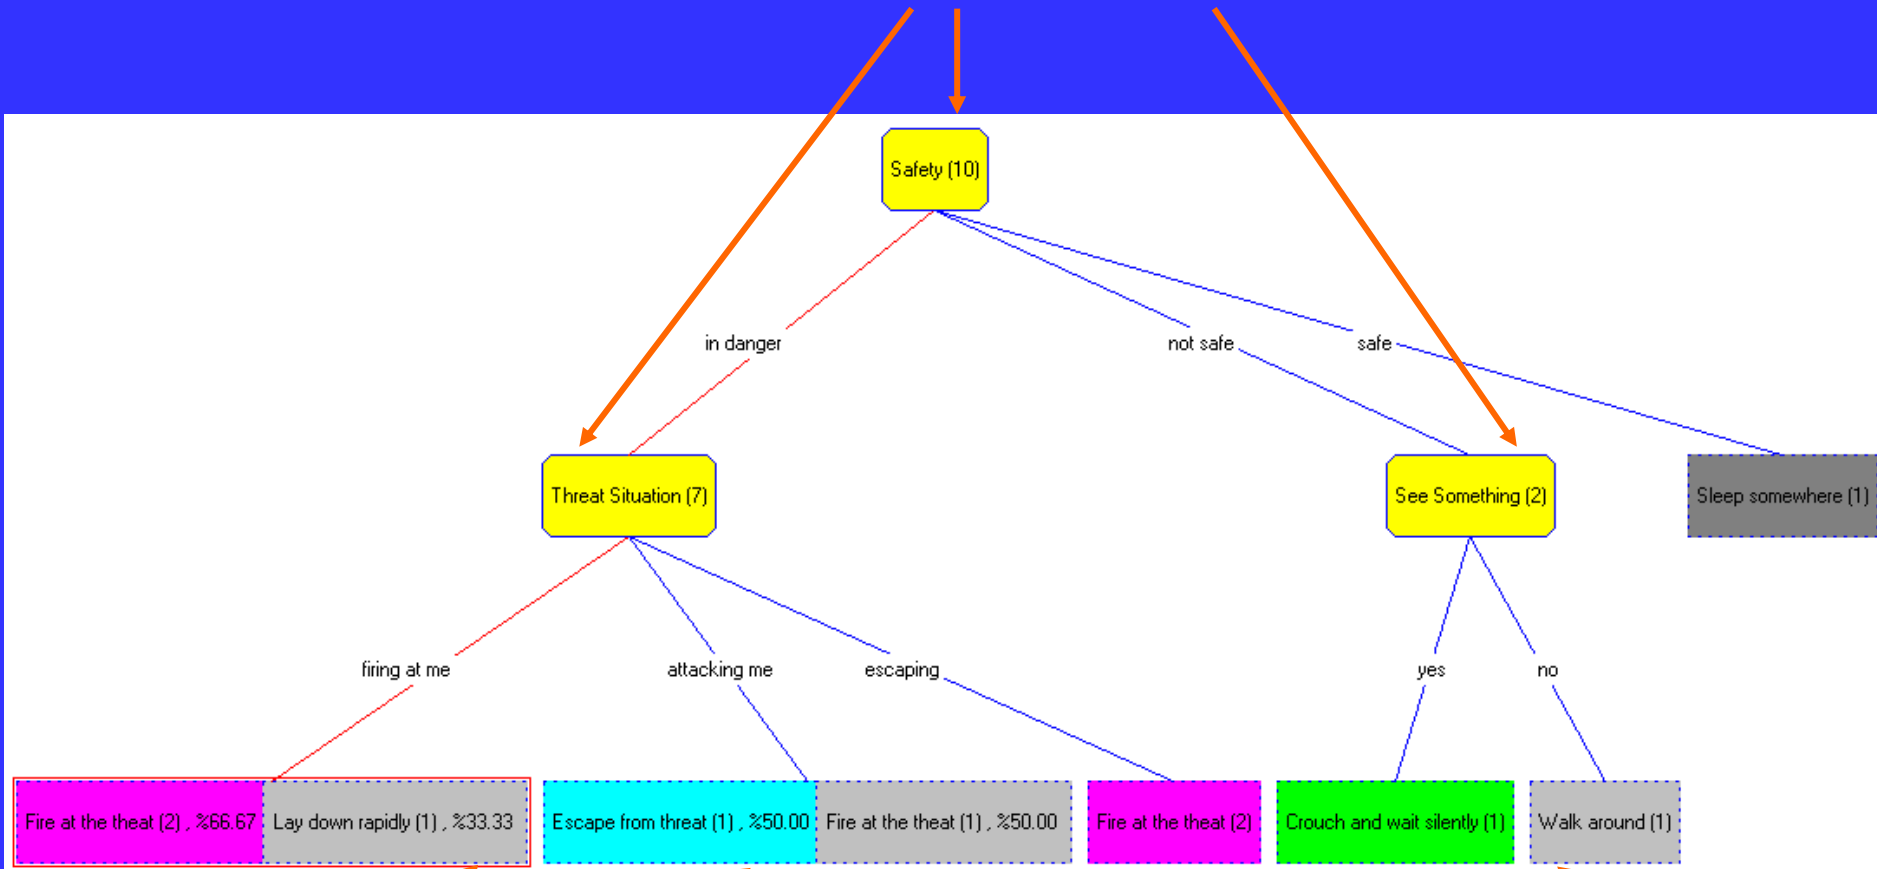 Safety (10)
in danger
not safe
safe
Threat Situation (7)
See Something (2)
Sleep somewhere (1)
firing at me
attacking me
escaping
yes
no
Fire at the theat (2) , %66.67
Lay down rapidly (1) , %33.33
Escape from threat (1) , %50.00
Fire at the theat (1) , %50.00
Fire at the theat (2)
Crouch and wait silently (1)
Walk around (1)